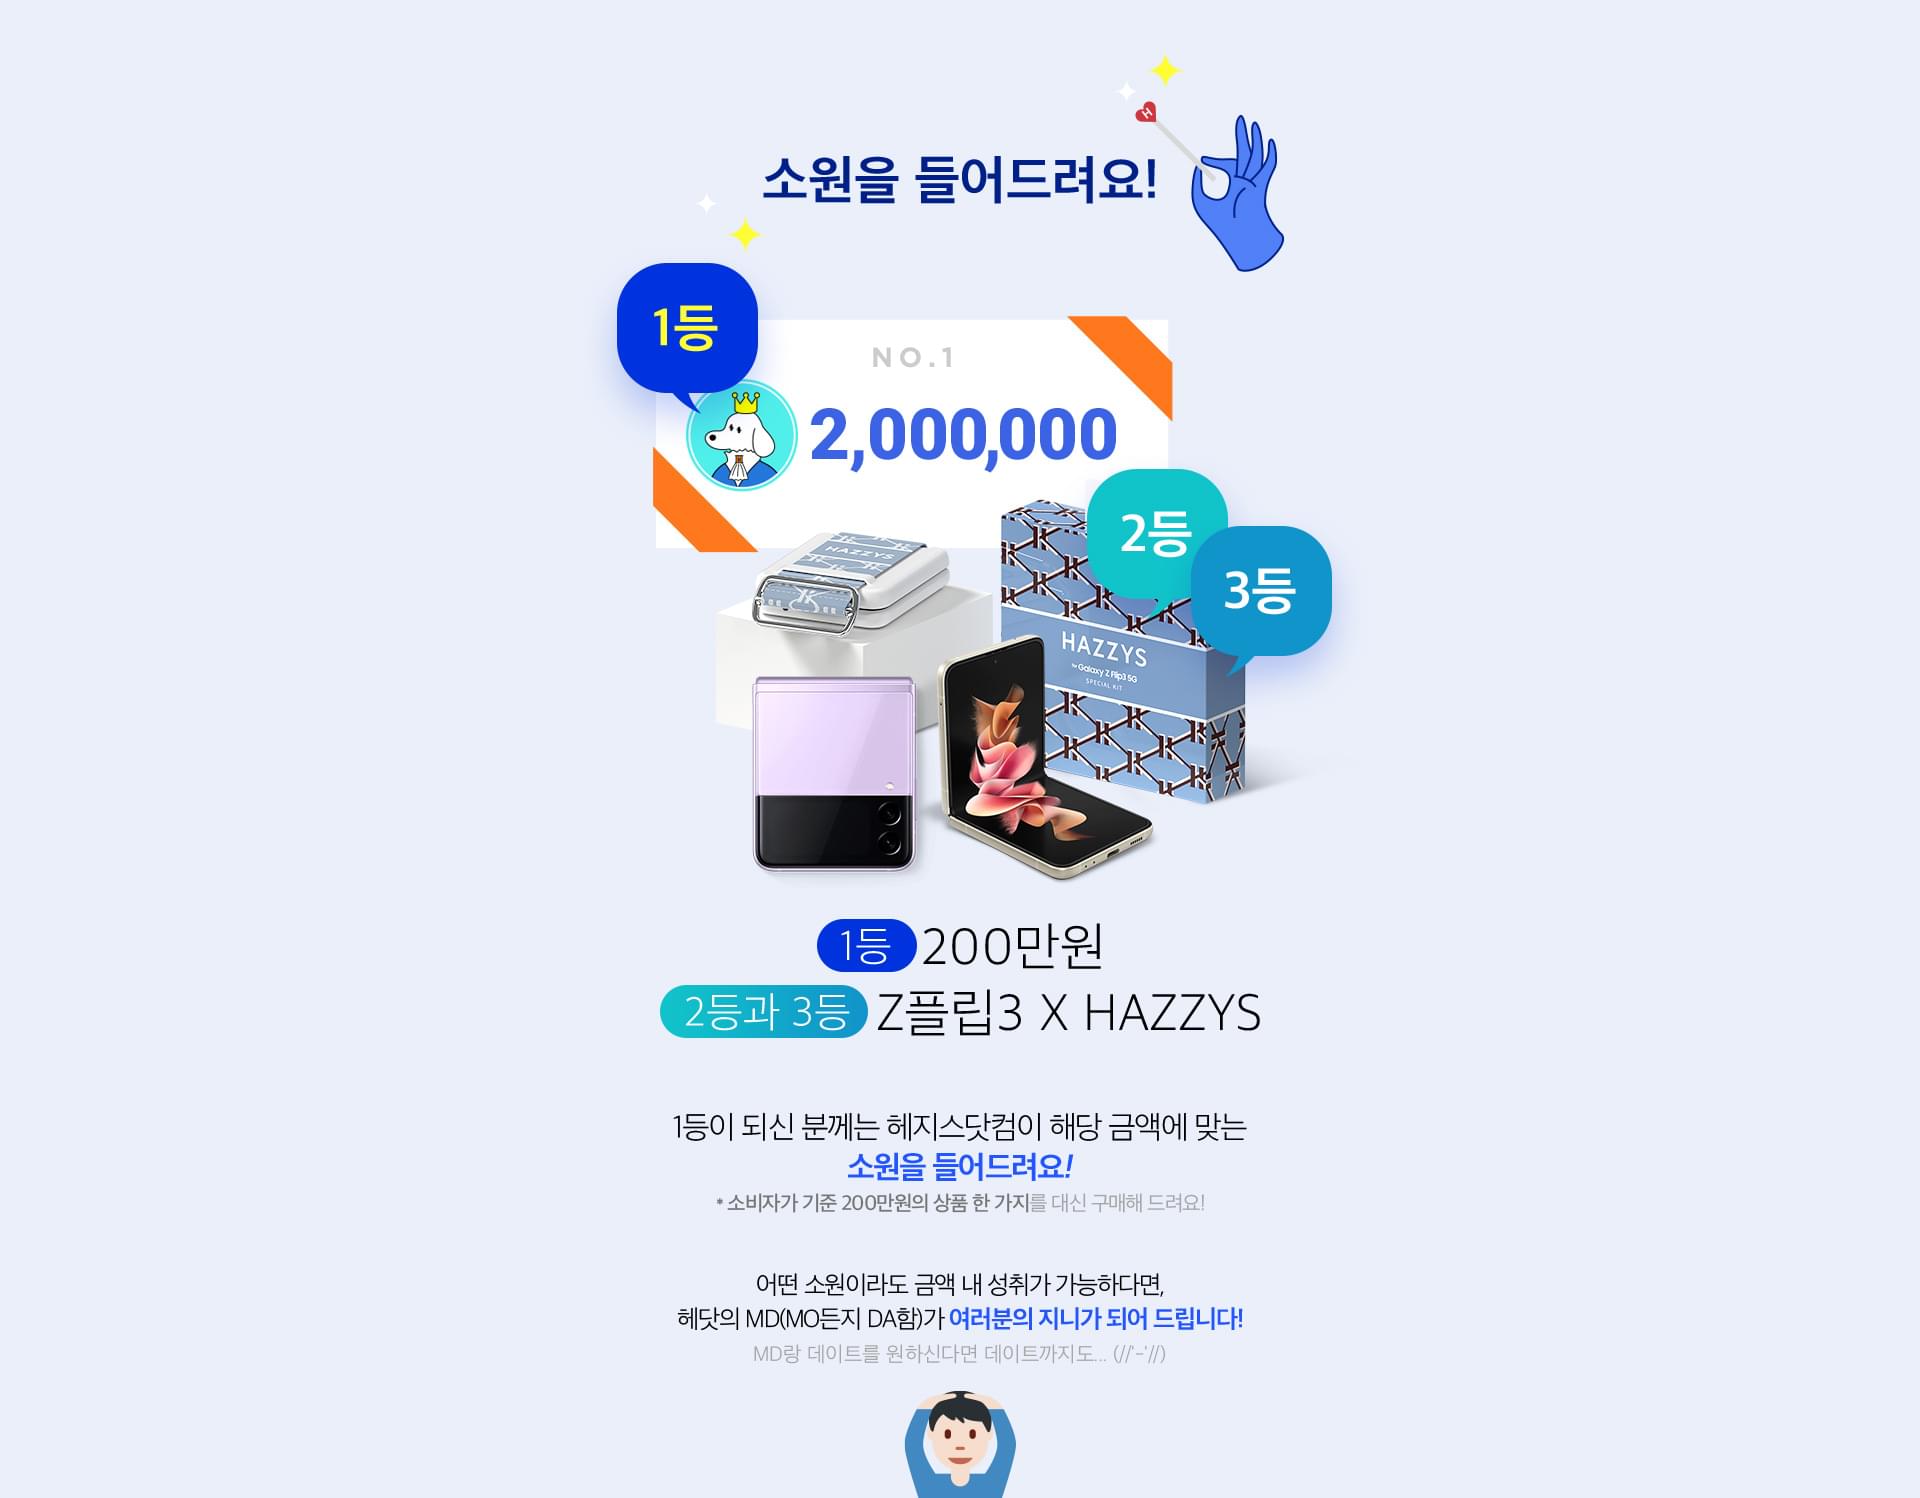 소원을 들어드려요!
H
1등
NO.1
2,000,000
2등
3등
HAZZYS
HAZZYS
for Galaxy Z Flip3 5G
SPECIAL KIT
1등 200만원
2등과 3등 Z플립3 X HAZZYS
1등이 되신 분께는 헤지스닷컴이 해당 금액에 맞는
소원을 들어드려요!
* 소비자가 기준 200만원의 상품 한 가지를 대신 구매해 드려요!
어떤 소원이라도 금액 내 성취가 가능하다면,
헤닷의 MD(MO든지 DA함)가 여러분의 지니가 되어 드립니다!
MD랑 데이트를 원하신다면 데이트까지도... (//'-'//)